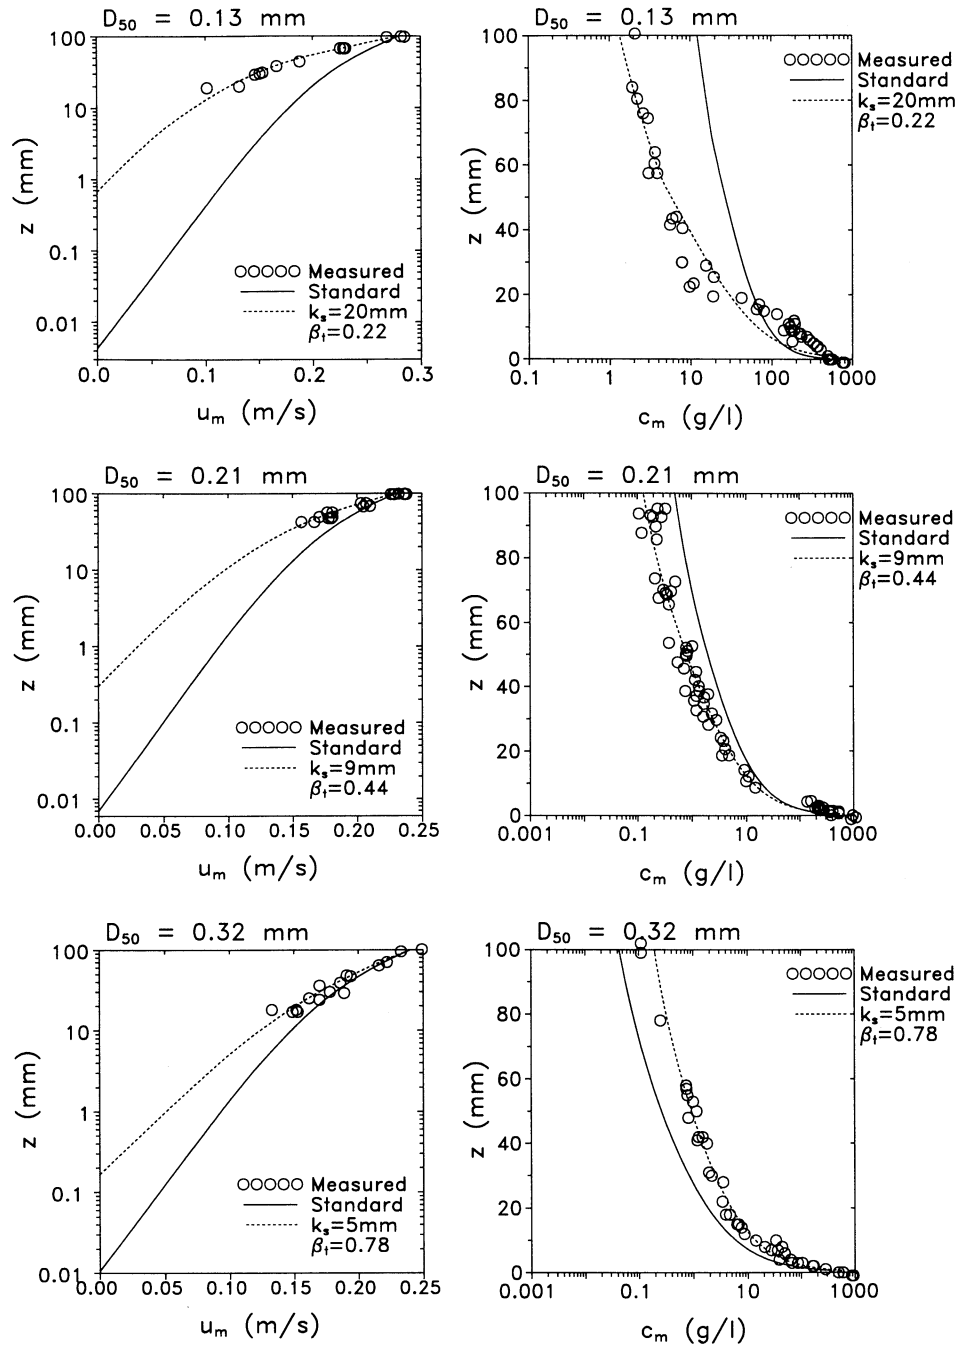 D₅₀ = 0.13 mm
100
10
1
0.1
0.01
z (mm)
Measured
Standard
kₛ=20mm
βₜ=0.22
0.0 0.1 0.2 0.3
uₘ (m/s)
D₅₀ = 0.13 mm
100
80
60
40
20
0
z (mm)
Measured
Standard
kₛ=20mm
βₜ=0.22
0.1 1 10 100 1000
cₘ (g/l)
D₅₀ = 0.21 mm
100
10
1
0.1
0.01
z (mm)
Measured
Standard
kₛ=9mm
βₜ=0.44
0.00 0.05 0.10 0.15 0.20 0.25
uₘ (m/s)
D₅₀ = 0.21 mm
100
80
60
40
20
0
z (mm)
Measured
Standard
kₛ=9mm
βₜ=0.44
0.001 0.1 10 1000
cₘ (g/l)
D₅₀ = 0.32 mm
100
10
1
0.1
0.01
z (mm)
Measured
Standard
kₛ=5mm
βₜ=0.78
0.00 0.05 0.10 0.15 0.20 0.25
uₘ (m/s)
D₅₀ = 0.32 mm
100
80
60
40
20
0
z (mm)
Measured
Standard
kₛ=5mm
βₜ=0.78
0.001 0.1 10 1000
cₘ (g/l)